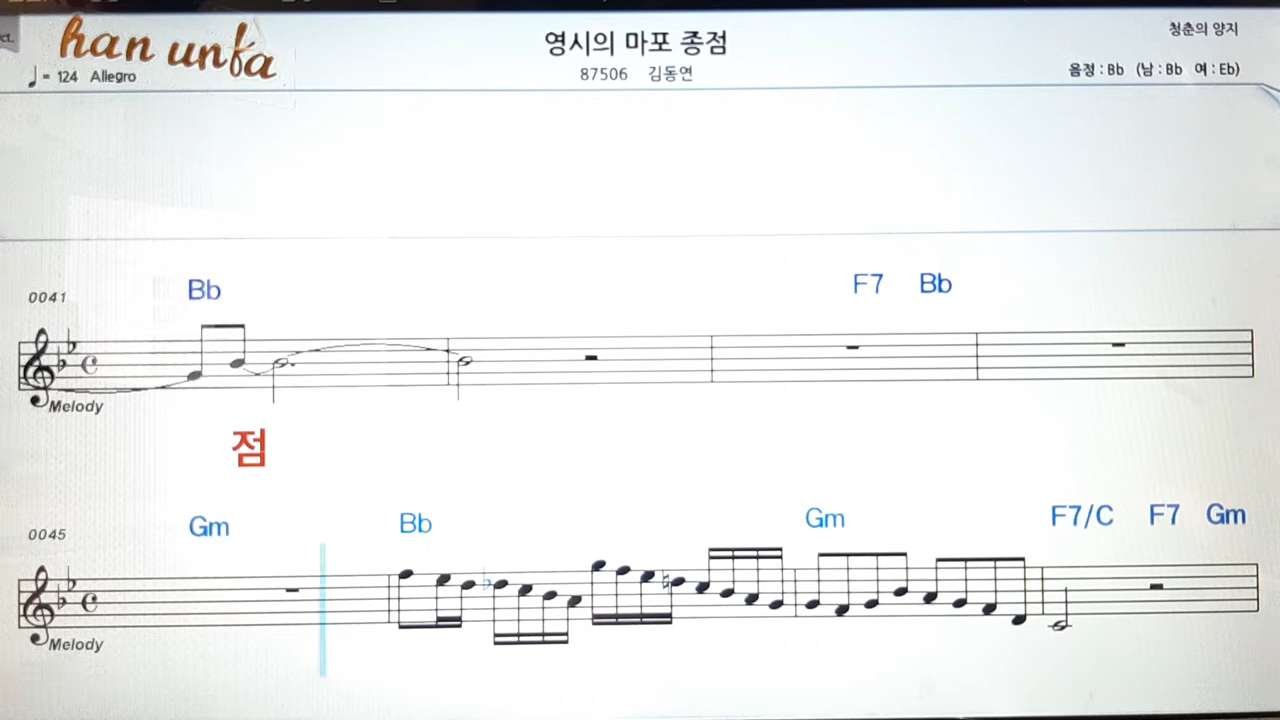 ct.
han unfa
영시의 마포 종점
청춘의 양지
♩= 124 Allegro
87506 김동연
음정 : Bb (남 : Bb 여 : Eb)
0041
Bb F7 Bb
Melody
점
0045
Gm Bb Gm F7/C F7 Gm
Melody